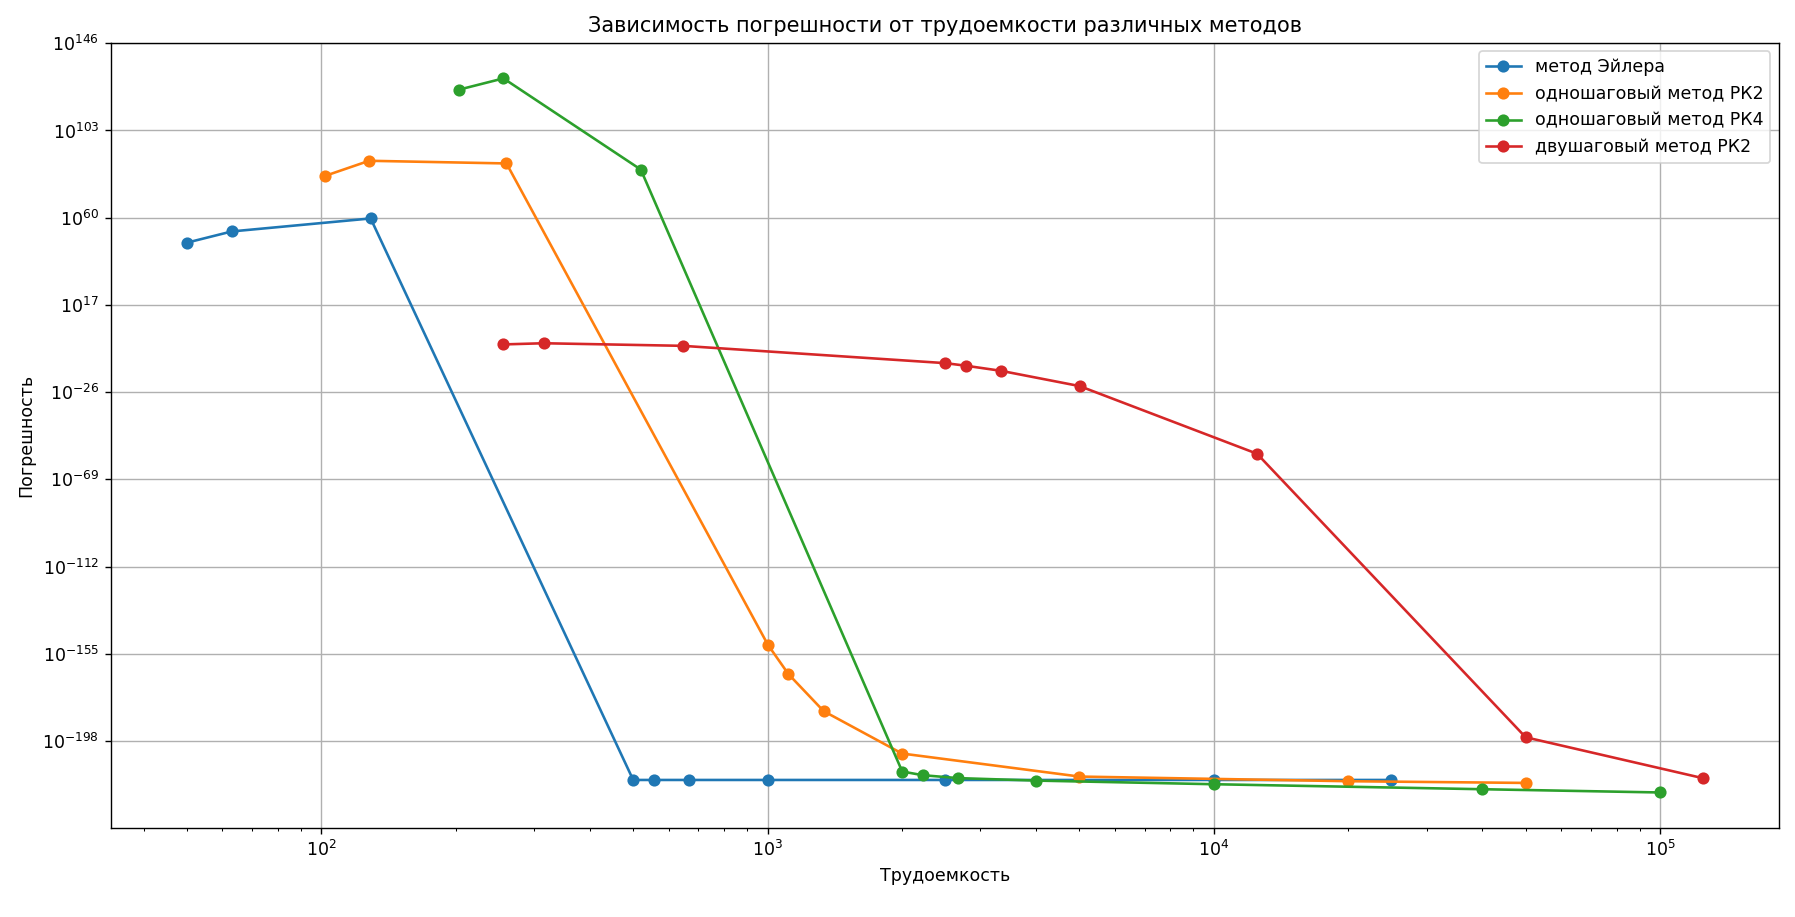 Зависимость погрешности от трудоемкости различных методов
10^146
10^103
10^60
10^17
10^−26
10^−69
10^−112
10^−155
10^−198
Погрешность
метод Эйлера
одношаговый метод РК2
одношаговый метод РК4
двушаговый метод РК2
10^2
10^3
10^4
10^5
Трудоемкость